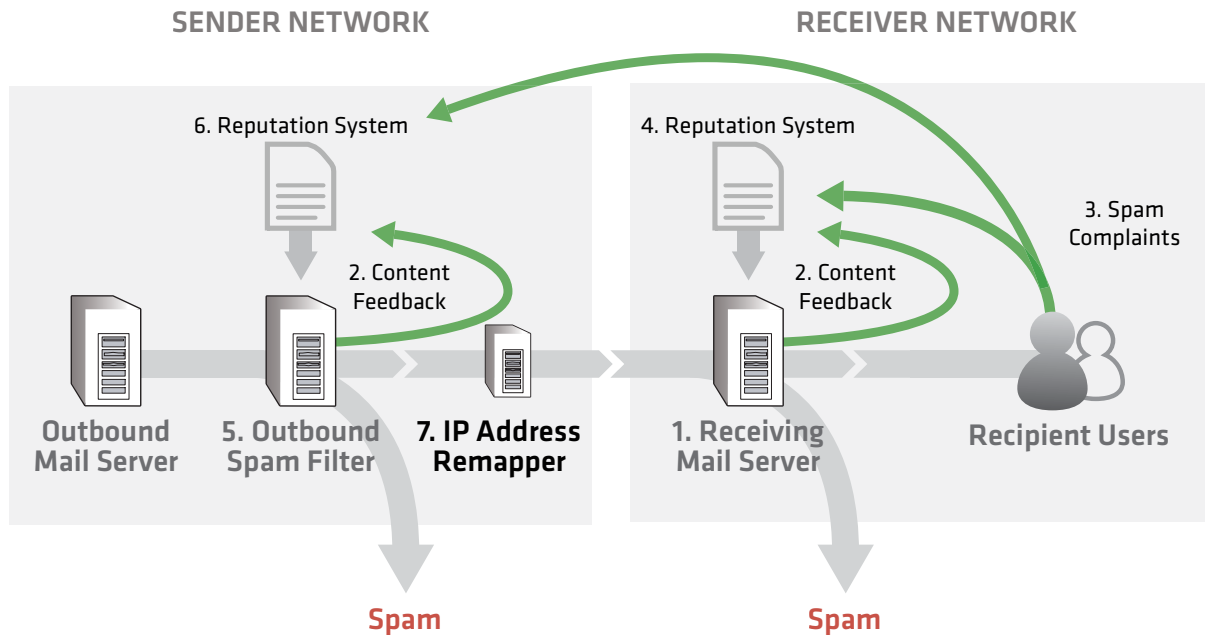 SENDER NETWORK
RECEIVER NETWORK
6. Reputation System
4. Reputation System
3. Spam
Complaints
2. Content
Feedback
2. Content
Feedback
Outbound
Mail Server
5. Outbound
Spam Filter
7. IP Address
Remapper
1. Receiving
Mail Server
Recipient Users
Spam
Spam